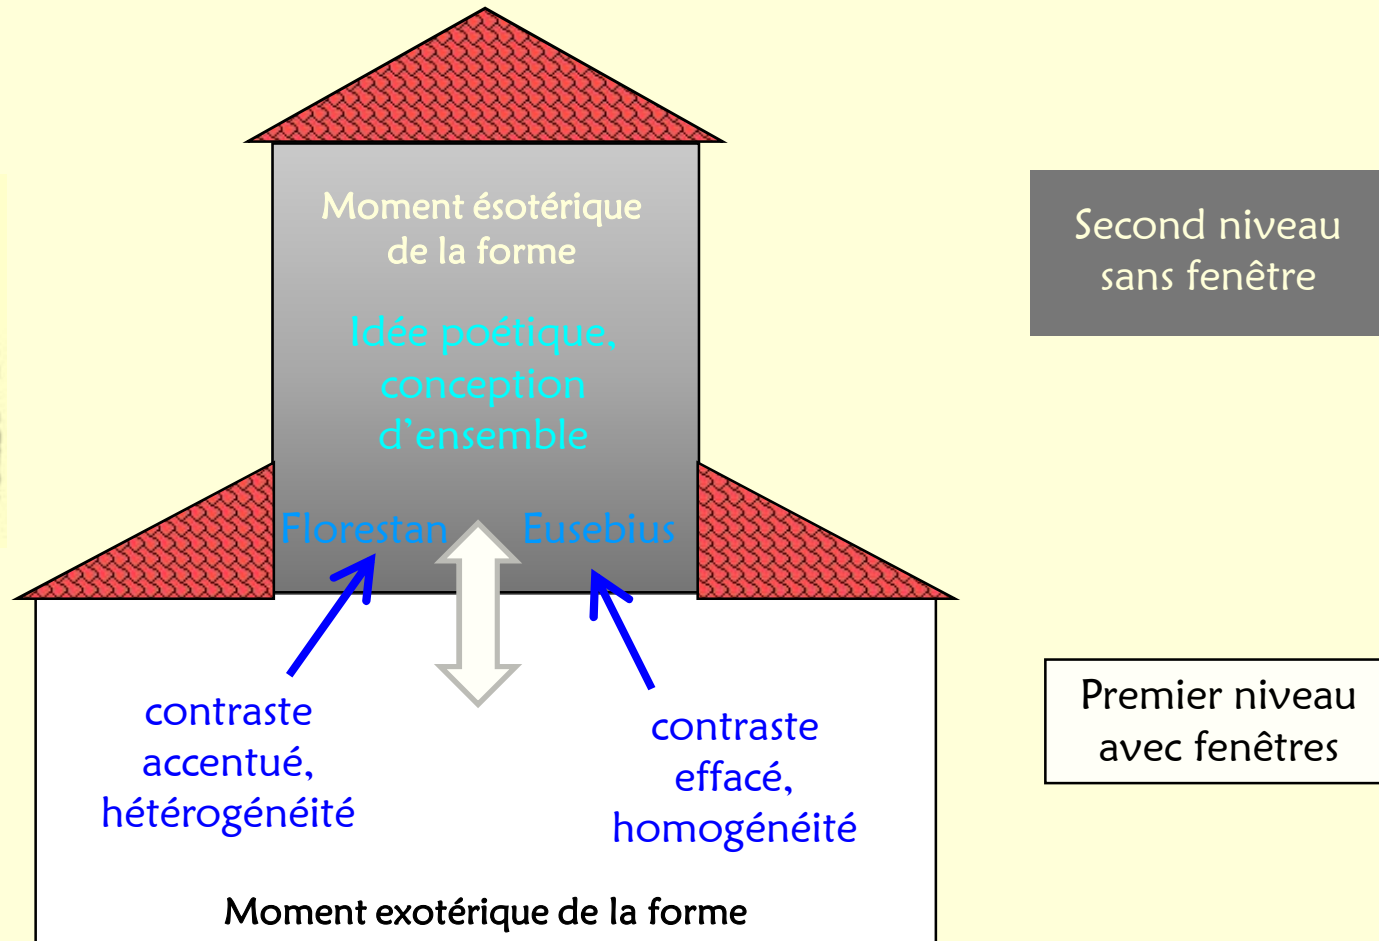 Moment ésotérique
de la forme
Idée poétique,
conception
d’ensemble
Florestan
Eusebius
contraste
accentué,
hétérogénéité
contraste
effacé,
homogénéité
Moment exotérique de la forme
Second niveau
sans fenêtre
Premier niveau
avec fenêtres